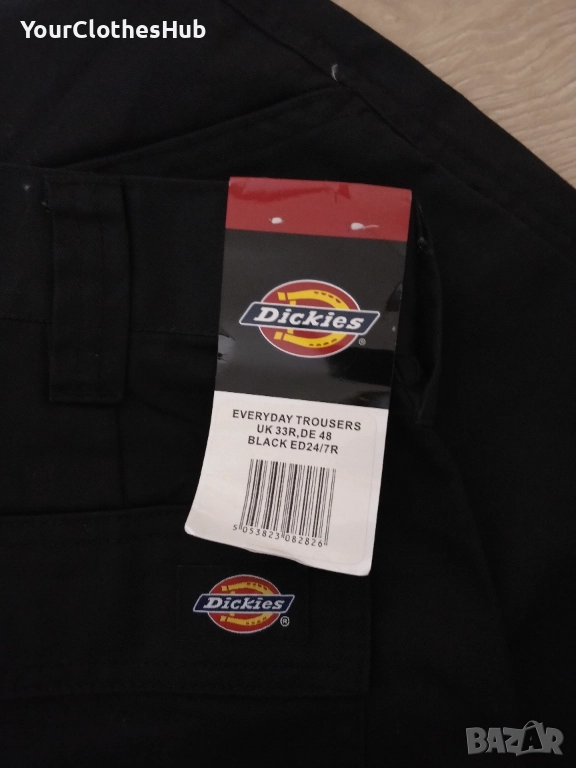 YourClothesHub
Dickies
®
EVERYDAY TROUSERS
UK 33R,DE 48
BLACK ED24/7R
5 053823 082826
Dickies
®
BAZAR